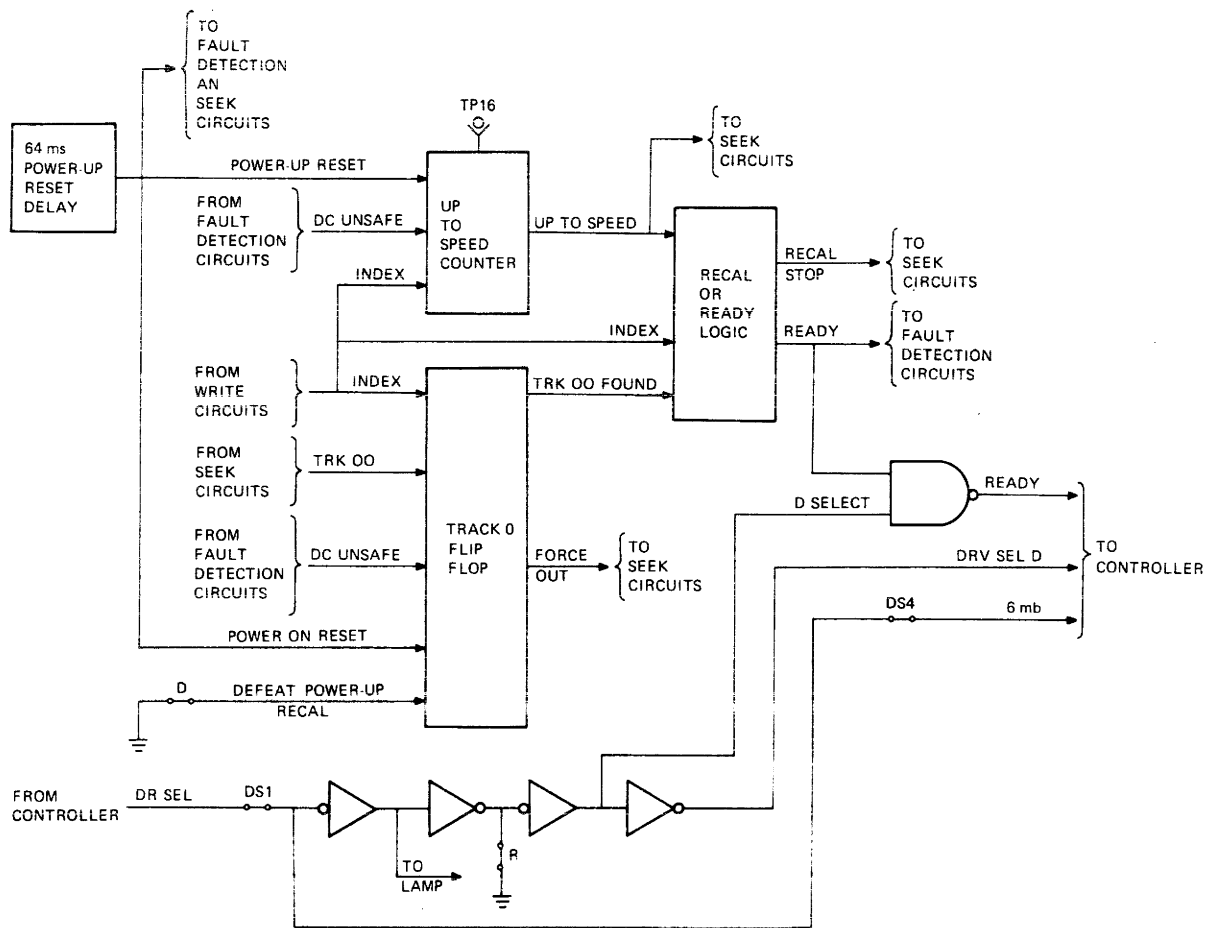 TO
FAULT
DETECTION
AN
SEEK
CIRCUITS
TP16
TO
SEEK
CIRCUITS
64 ms
POWER-UP
RESET
DELAY
POWER-UP RESET
FROM
FAULT
DETECTION
CIRCUITS
DC UNSAFE
UP
TO
SPEED
COUNTER
UP TO SPEED
INDEX
RECAL
OR
READY
LOGIC
RECAL
STOP
TO
SEEK
CIRCUITS
INDEX
READY
TO
FAULT
DETECTION
CIRCUITS
FROM
WRITE
CIRCUITS
INDEX
TRK OO FOUND
FROM
SEEK
CIRCUITS
TRK OO
READY
D SELECT
FROM
FAULT
DETECTION
CIRCUITS
DC UNSAFE
TRACK 0
FLIP
FLOP
FORCE
OUT
TO
SEEK
CIRCUITS
DRV SEL D
TO
CONTROLLER
DS4
6 mb
POWER ON RESET
D
DEFEAT POWER-UP
RECAL
FROM
CONTROLLER
DR SEL
DS1
TO
LAMP
R